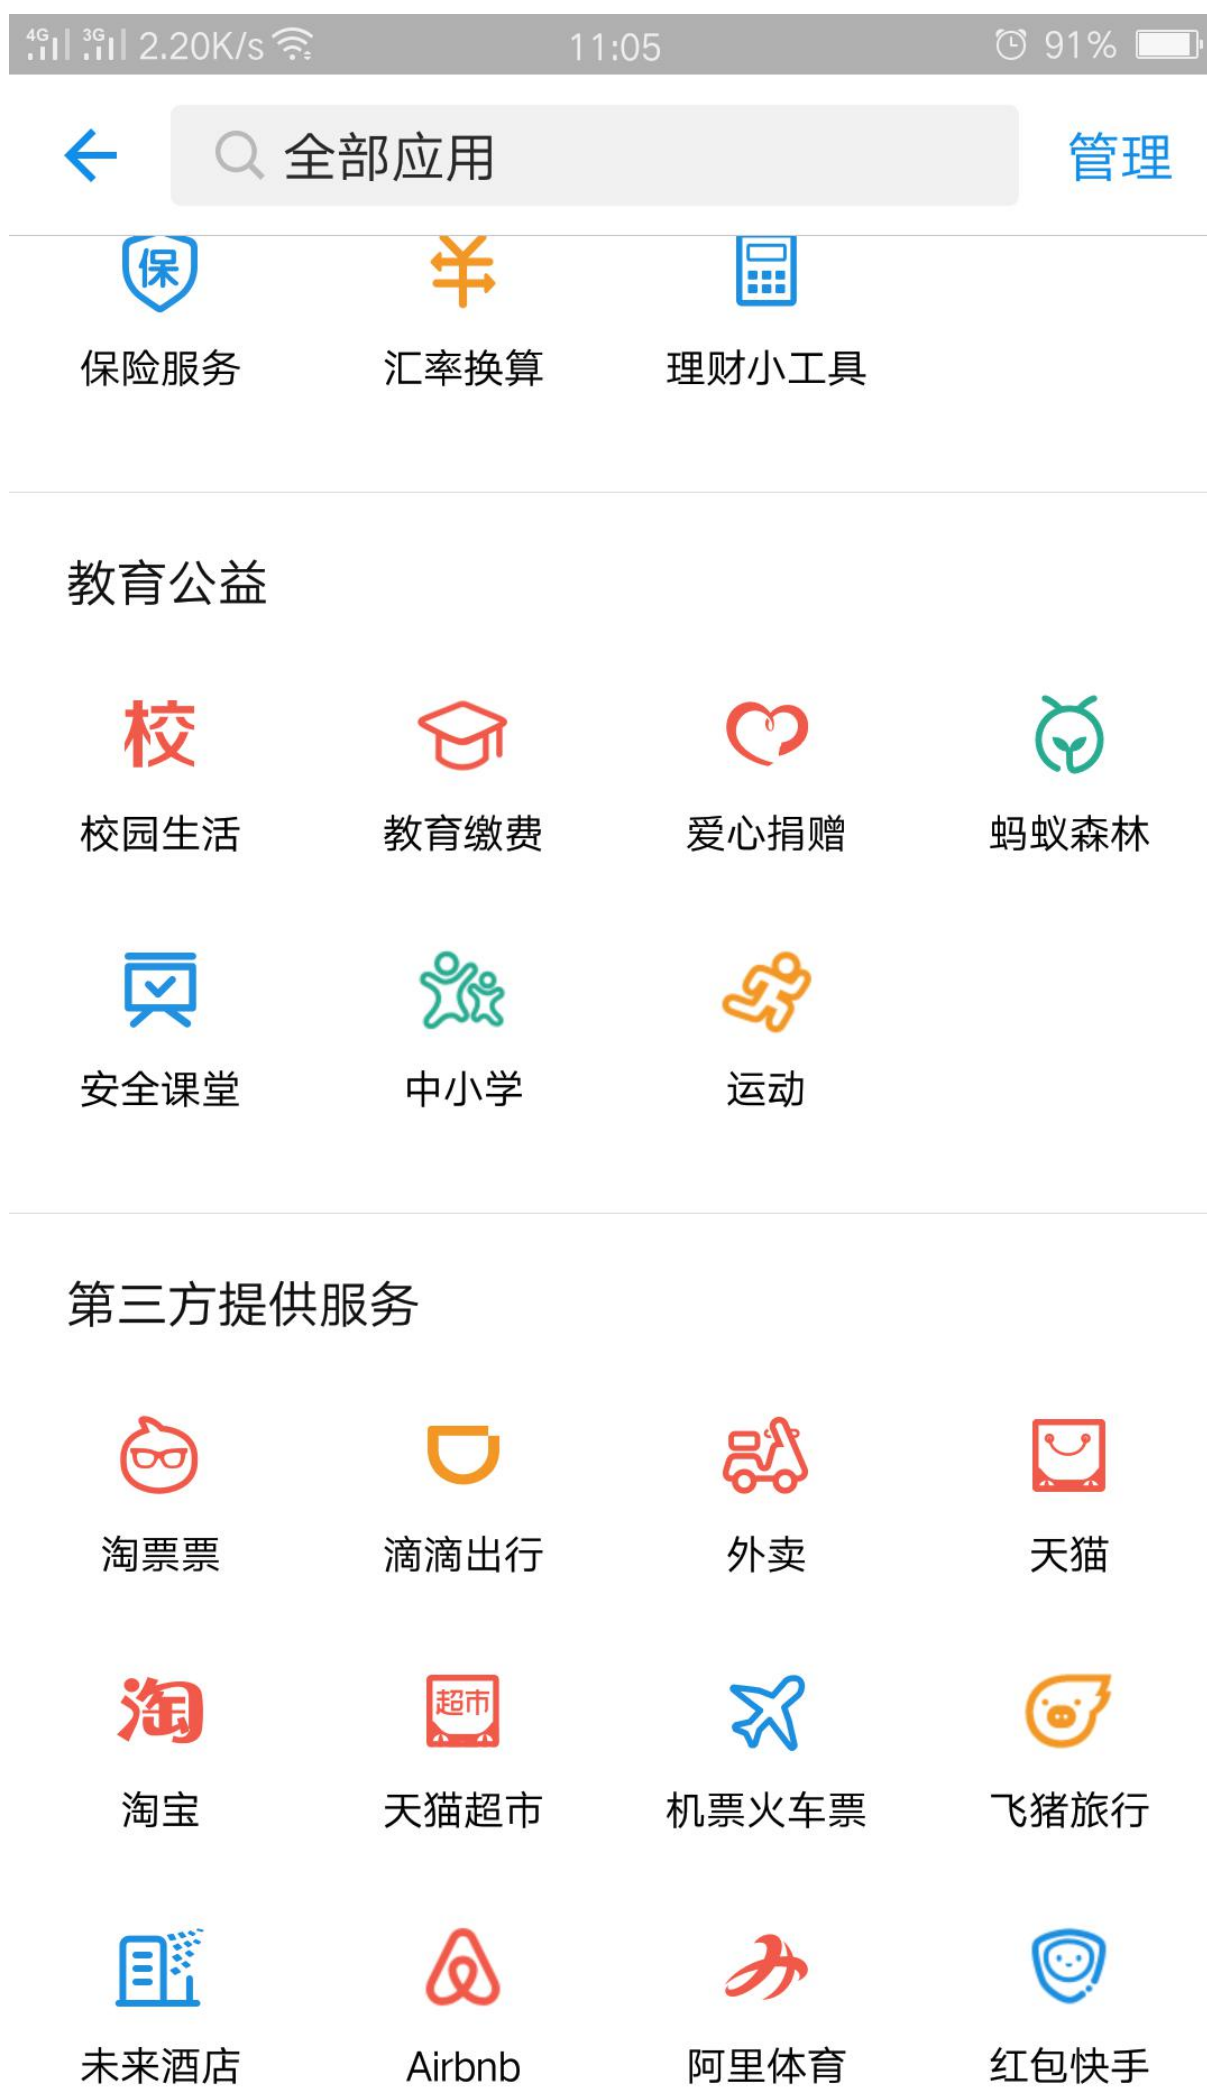 4G 3G 2.20K/s 11:05 91%
全部应用 管理
保
保险服务 汇率换算 理财小工具
教育公益
校
校园生活 教育缴费 爱心捐赠 蚂蚁森林
安全课堂 中小学 运动
第三方提供服务
淘票票 滴滴出行 外卖 天猫
淘 超市
淘宝 天猫超市 机票火车票 飞猪旅行
未来酒店 Airbnb 阿里体育 红包快手